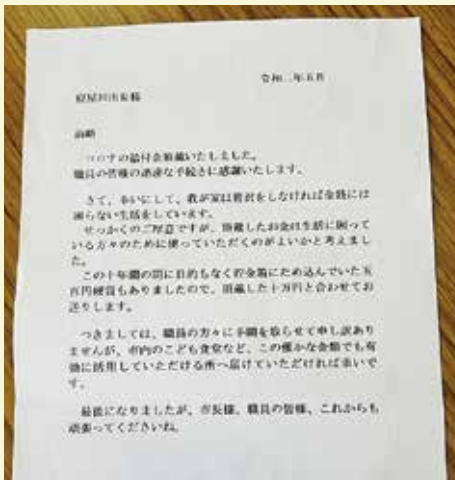 令和二年五月
寝屋川市長様
前略
コロナの給付金頂戴いたしました。
職員の皆様の迅速な手続きに感謝いたします。
さて、幸いにして、我が家は贅沢をしなければ金銭には
困らない生活をしています。
せっかくのご厚意ですが、頂戴したお金は生活に困って
いる方々のために使っていただくのがよいかと考えまし
た。
この十年間の間に目的もなく貯金箱にため込んでいた五
百円硬貨もありましたので、頂戴した十万円と合わせてお
送りします。
つきましては、職員の方々に手間を取らせて申し訳あり
ませんが、市内のこども食堂など、この僅かな金額でも有
効に活用していただける所へ届けていただければ幸いで
す。
最後になりましたが、市長様、職員の皆様、これからも
頑張ってくださいね。